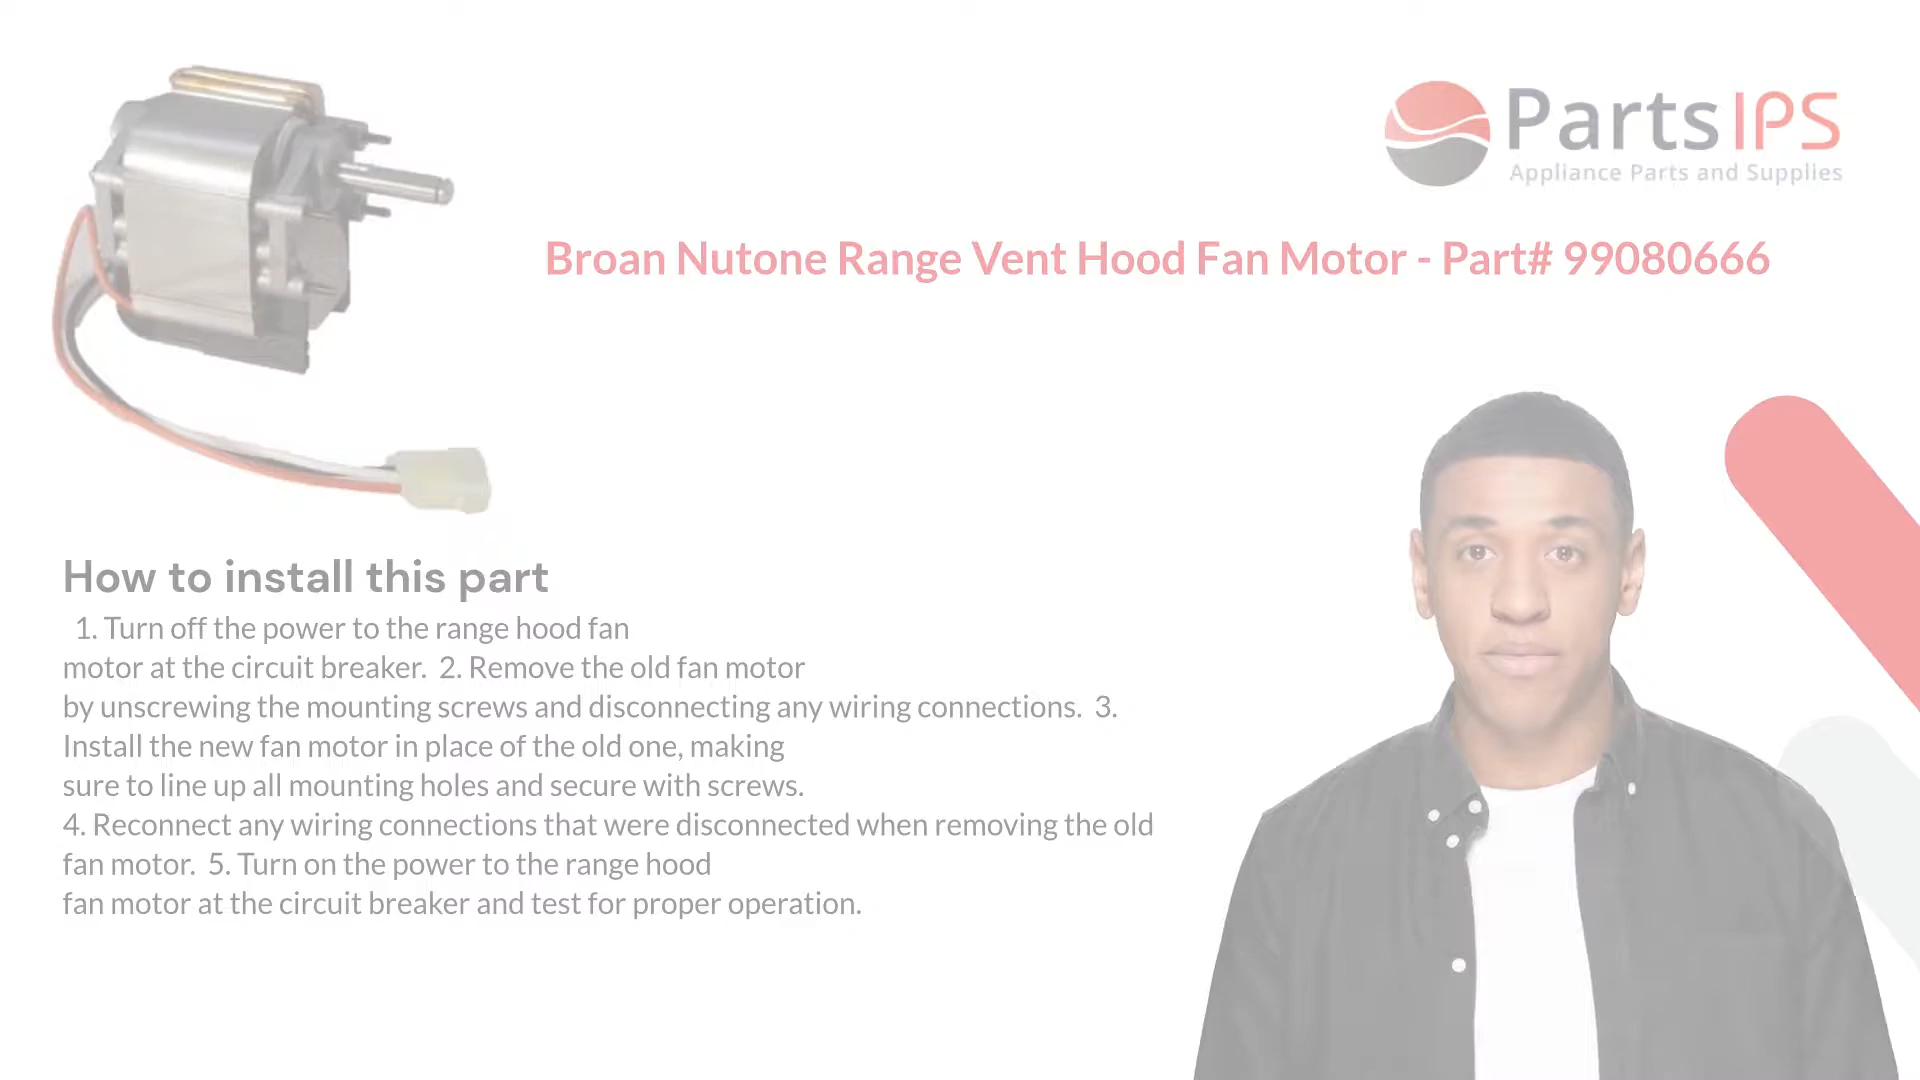 Parts IPS
Appliance Parts and Supplies
Broan Nutone Range Vent Hood Fan Motor - Part# 99080666
How to install this part
1. Turn off the power to the range hood fan
motor at the circuit breaker. 2. Remove the old fan motor
by unscrewing the mounting screws and disconnecting any wiring connections. 3.
Install the new fan motor in place of the old one, making
sure to line up all mounting holes and secure with screws.
4. Reconnect any wiring connections that were disconnected when removing the old
fan motor. 5. Turn on the power to the range hood
fan motor at the circuit breaker and test for proper operation.